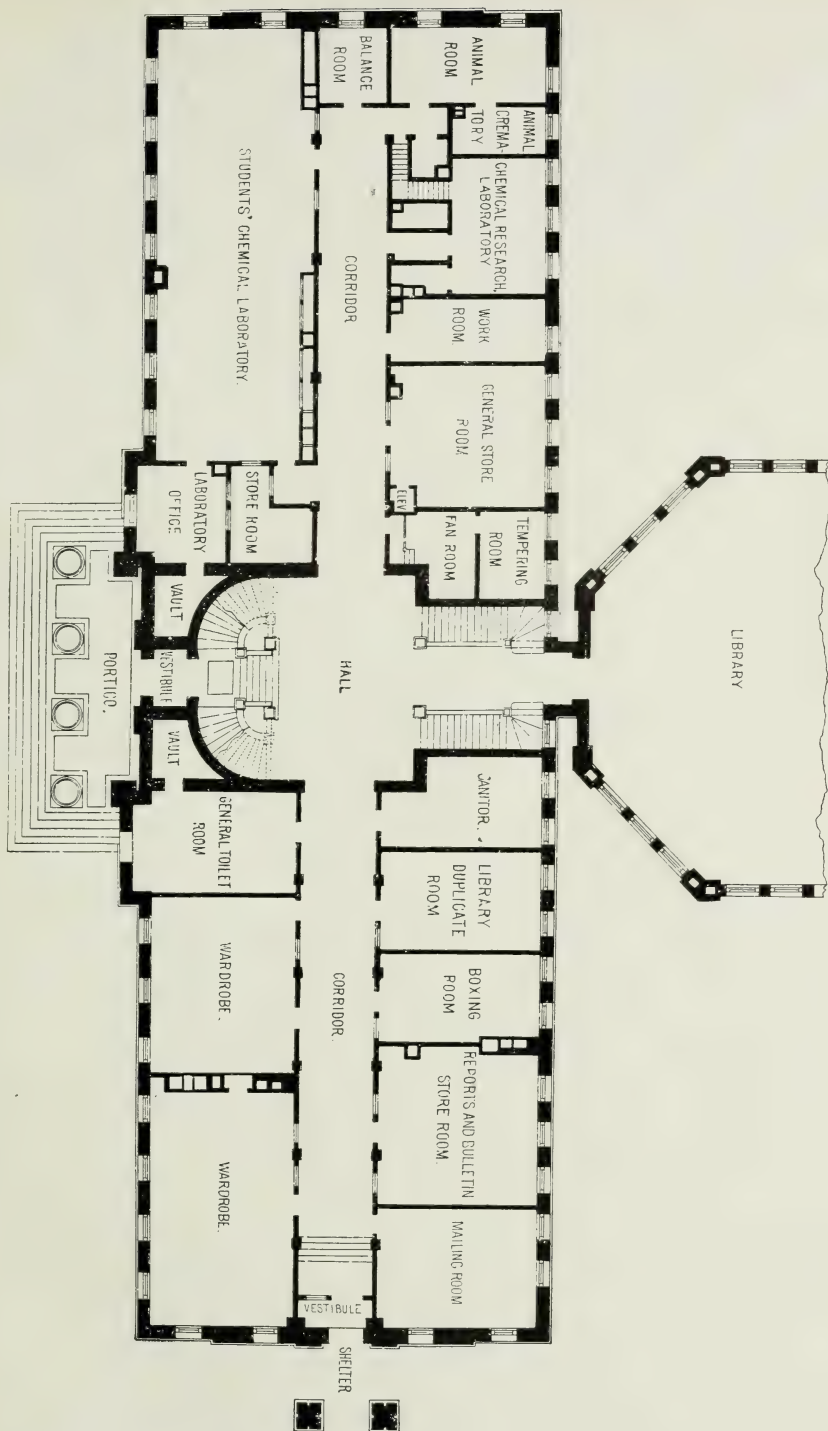 ANIMAL
ROOM
BALANCE
ROOM
ANIMAL
CREMA-
TORY
CHEMICAL RESEARCH
LABORATORY
WORK
ROOM.
GENERAL STORE
ROOM
ELEV
TEMPERING
ROOM
FAN ROOM
CORRIDOR
STUDENTS' CHEMICAL LABORATORY.
STORE ROOM
LABORATORY
OFFICE
VAULT
VESTIBULE
VAULT
PORTICO.
HALL
LIBRARY
JANITOR.
LIBRARY
DUPLICATE
ROOM
BOXING
ROOM
REPORTS AND BULLETIN
STORE ROOM.
MAILING ROOM
GENERAL TOILET
ROOM
WARDROBE.
WARDROBE.
CORRIDOR.
VESTIBULE
SHELTER